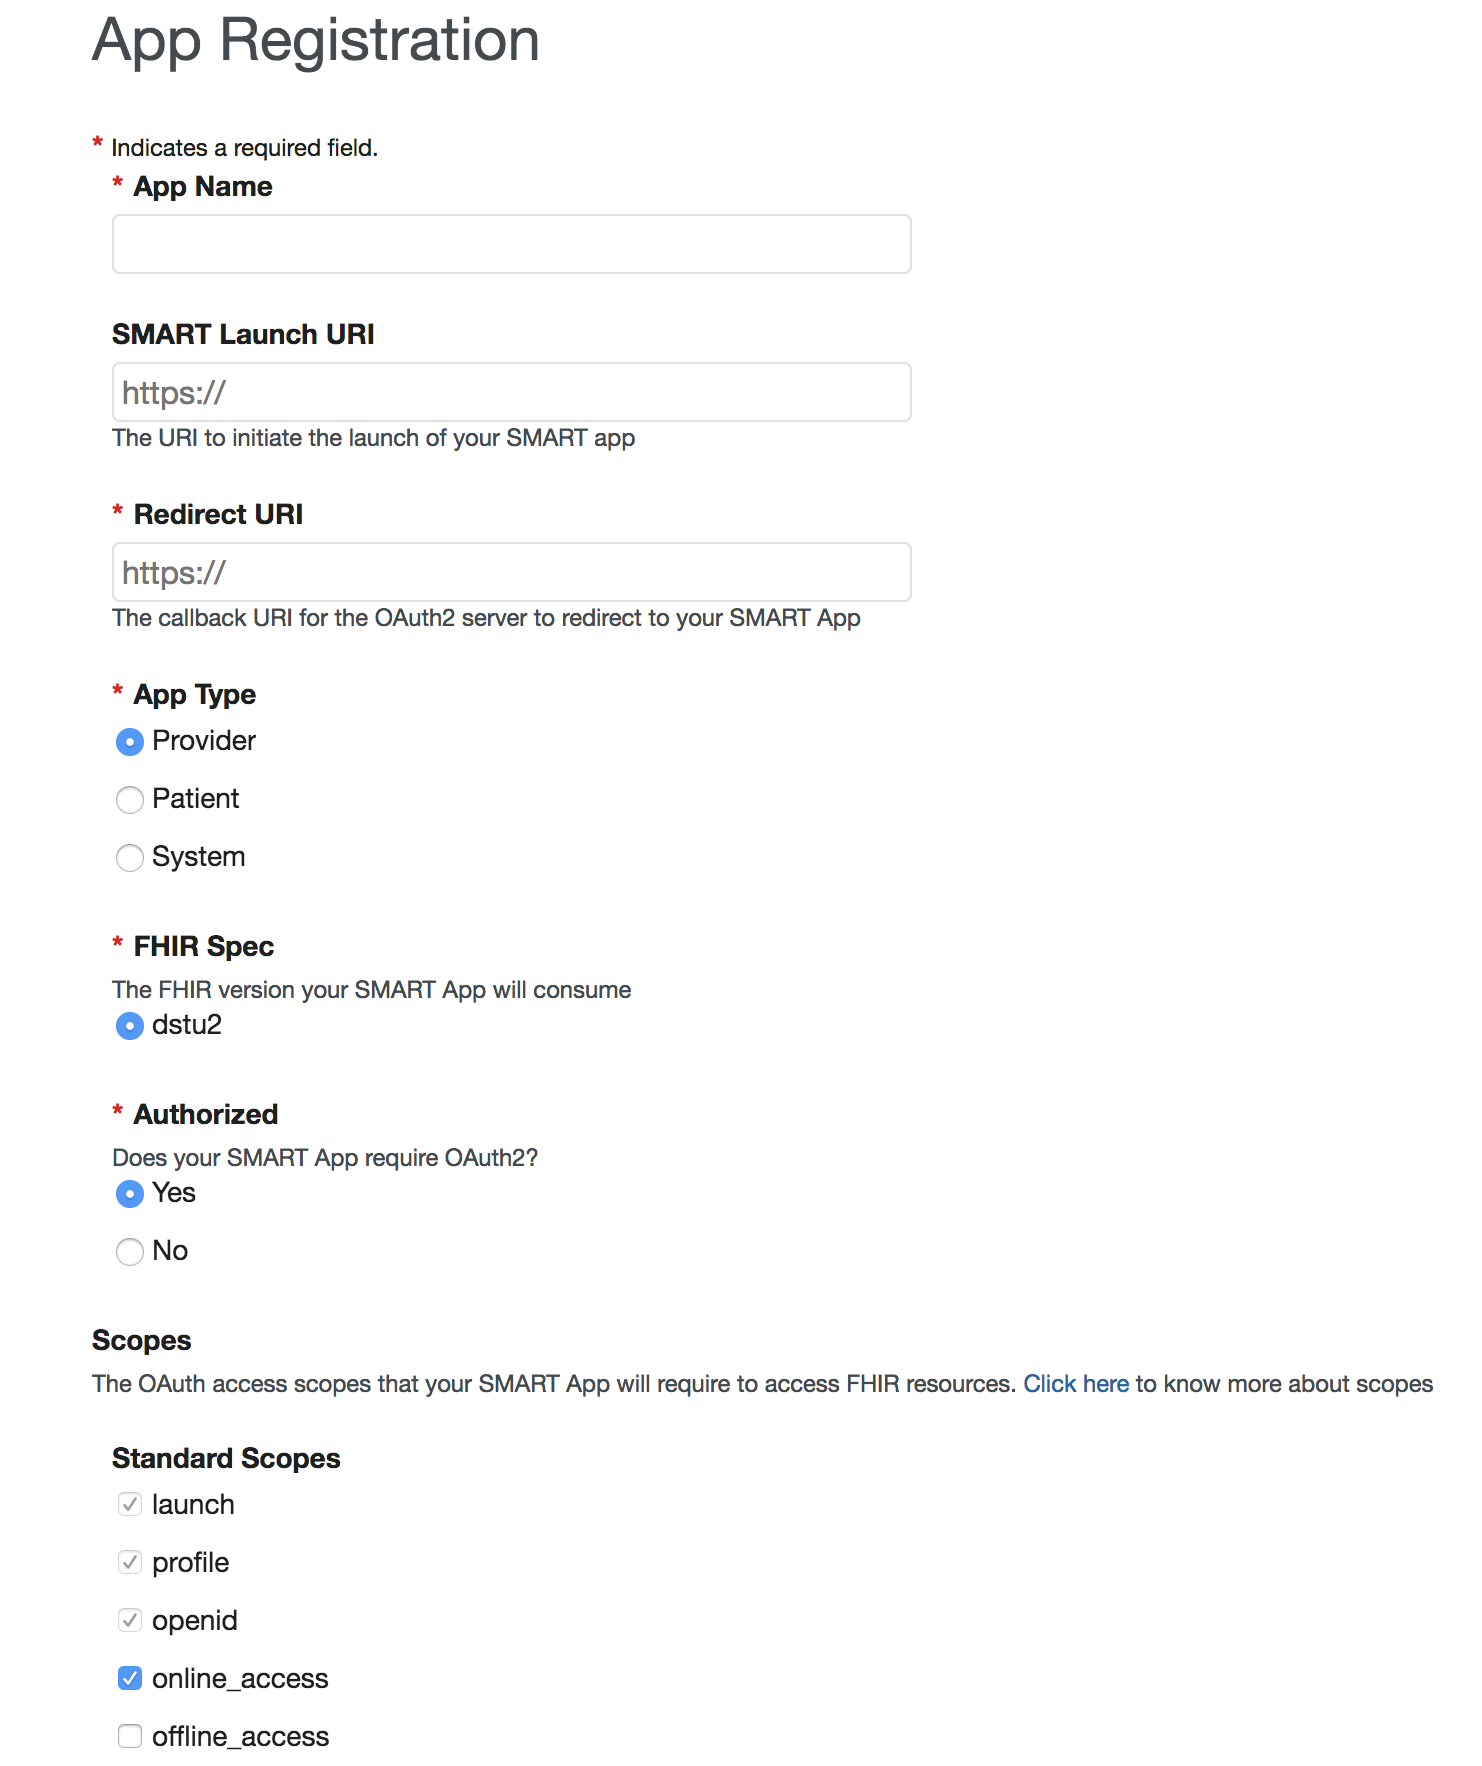 App Registration
* Indicates a required field.
* App Name
SMART Launch URI
https://
The URI to initiate the launch of your SMART app
* Redirect URI
https://
The callback URI for the OAuth2 server to redirect to your SMART App
* App Type
Provider
Patient
System
* FHIR Spec
The FHIR version your SMART App will consume
dstu2
* Authorized
Does your SMART App require OAuth2?
Yes
No
Scopes
The OAuth access scopes that your SMART App will require to access FHIR resources. Click here to know more about scopes
Standard Scopes
launch
profile
openid
online_access
offline_access